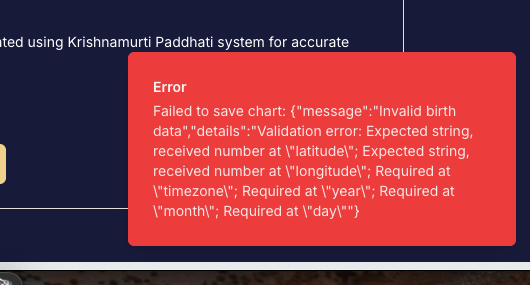 ted using Krishnamurti Paddhati system for accurate
Error
Failed to save chart: {"message":"Invalid birth
data","details":"Validation error: Expected string,
received number at \"latitude\"; Expected string,
received number at \"longitude\"; Required at
\"timezone\"; Required at \"year\"; Required at
\"month\"; Required at \"day\""}